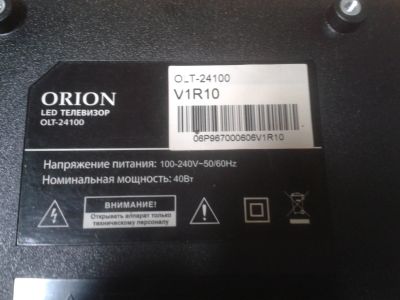 ORION
LED ТЕЛЕВИЗОР
OLT-24100
OLT-24100
V1R10
06P967000606V1R10
Напряжение питания: 100-240V~50/60Hz
Номинальная мощность: 40Вт
ВНИМАНИЕ!
Открывать аппарат только
техническому персоналу